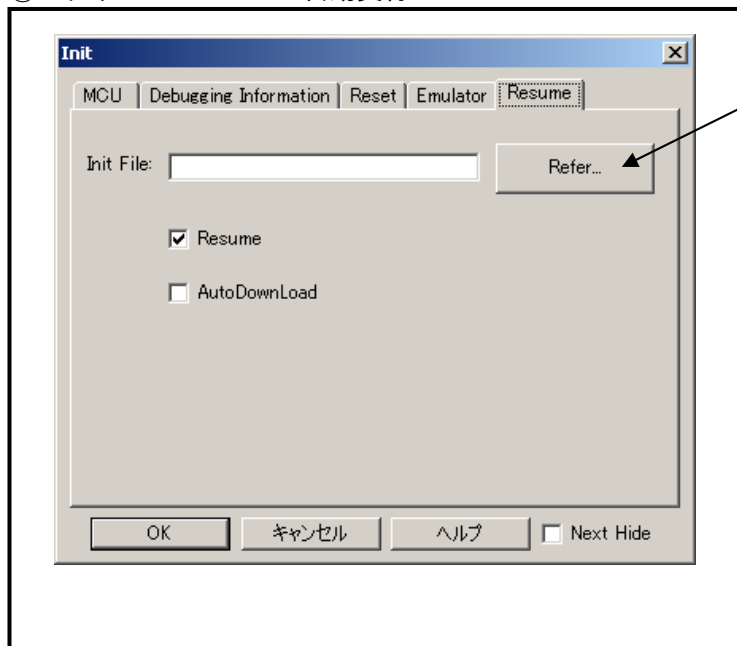 Init
MCU Debugging Information Reset Emulator Resume
Init File: Refer...
Resume
AutoDownLoad
OK キャンセル ヘルプ Next Hide